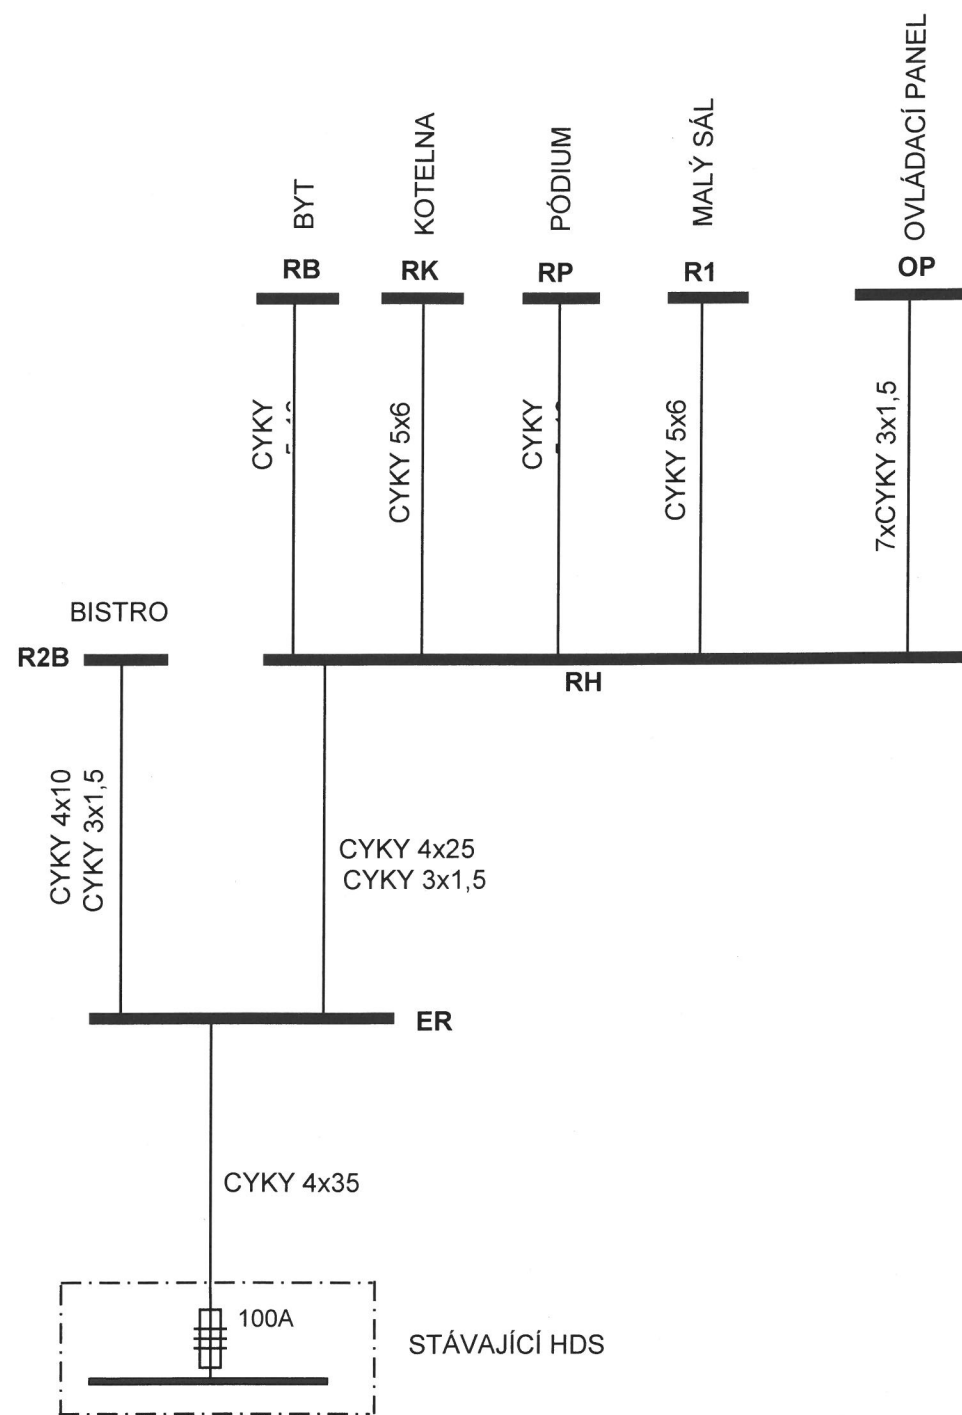 BYT
KOTELNA
PÓDIUM
MALÝ SÁL
OVLÁDACÍ PANEL
RB
RK
RP
R1
OP
CYKY
CYKY 5x6
CYKY
CYKY 5x6
7xCYKY 3x1,5
BISTRO
R2B
RH
CYKY 4x10
CYKY 3x1,5
CYKY 4x25
CYKY 3x1,5
ER
CYKY 4x35
100A
STÁVAJÍCÍ HDS